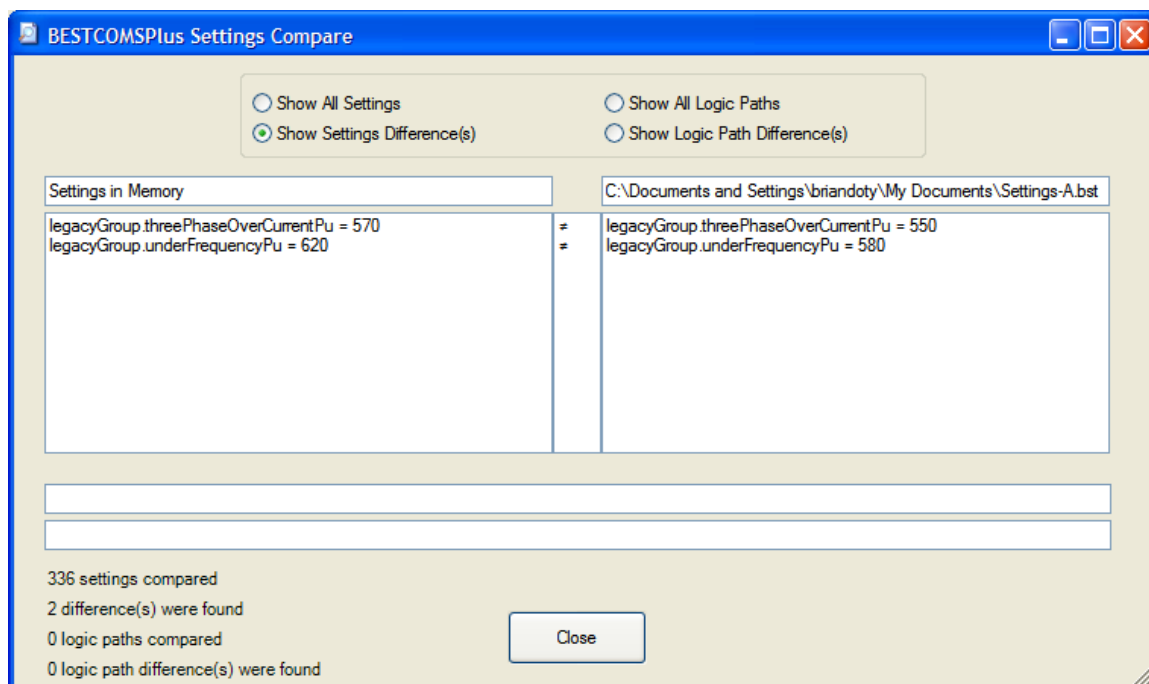 BESTCOMSPlus Settings Compare
Show All Settings
Show All Logic Paths
Show Settings Difference(s)
Show Logic Path Difference(s)
Settings in Memory
C:\Documents and Settings\briandoty\My Documents\Settings-A.bst
legacyGroup.threePhaseOverCurrentPu = 570 ≠ legacyGroup.threePhaseOverCurrentPu = 550
legacyGroup.underFrequencyPu = 620 ≠ legacyGroup.underFrequencyPu = 580
336 settings compared
2 difference(s) were found
0 logic paths compared
0 logic path difference(s) were found
Close